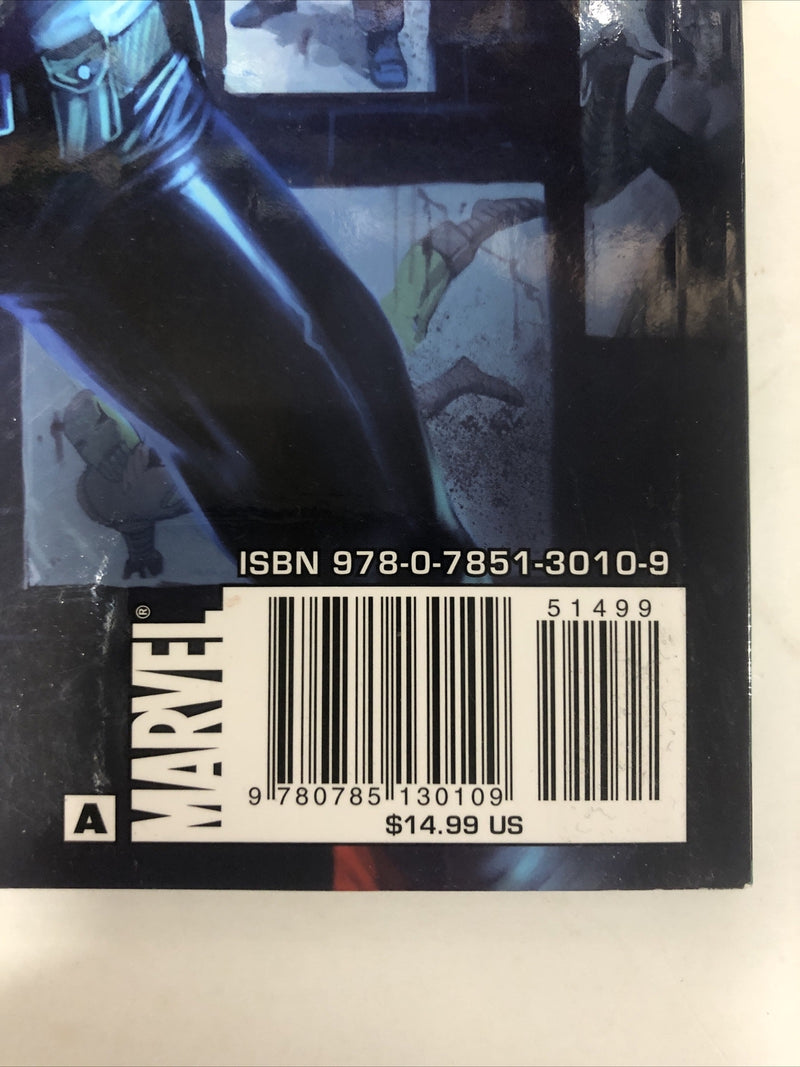 ISBN 978-0-7851-3010-9
51499
MARVEL®
9 780785 130109
$14.99 US
A